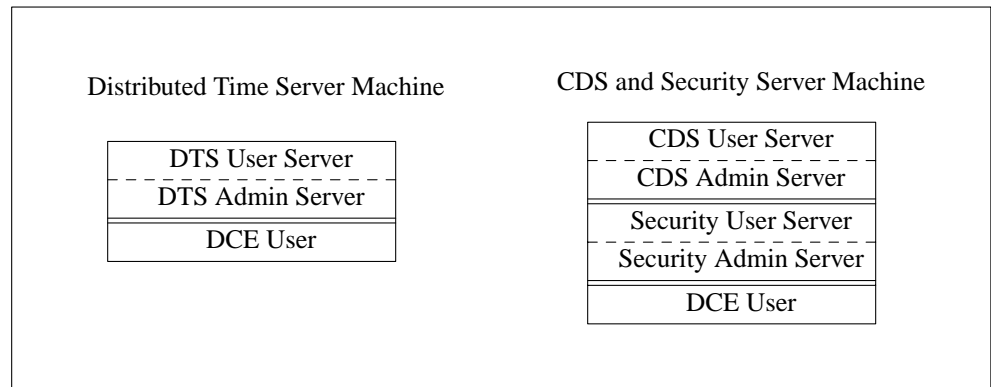 Distributed Time Server Machine
DTS User Server
DTS Admin Server
DCE User
CDS and Security Server Machine
CDS User Server
CDS Admin Server
Security User Server
Security Admin Server
DCE User